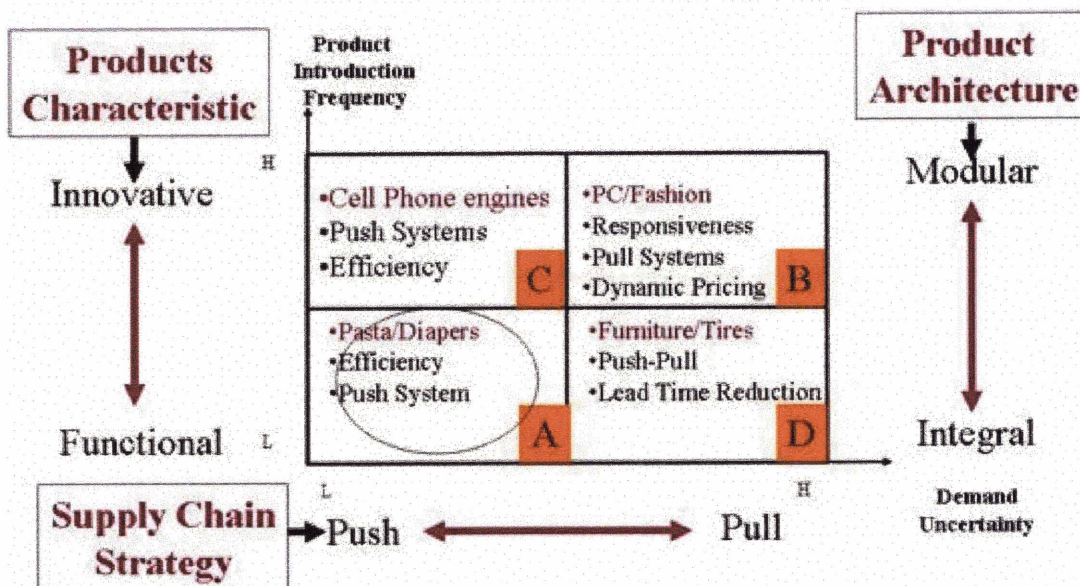 Products
Characteristic
Product
Introduction
Frequency
Product
Architecture
H
Innovative
Modular
•Cell Phone engines
•Push Systems
•Efficiency
C
•PC/Fashion
•Responsiveness
•Pull Systems
•Dynamic Pricing
B
•Pasta/Diapers
•Efficiency
•Push System
A
•Furniture/Tires
•Push-Pull
•Lead Time Reduction
D
Functional
L
Integral
L
H
Demand
Uncertainty
Supply Chain
Strategy
Push
Pull